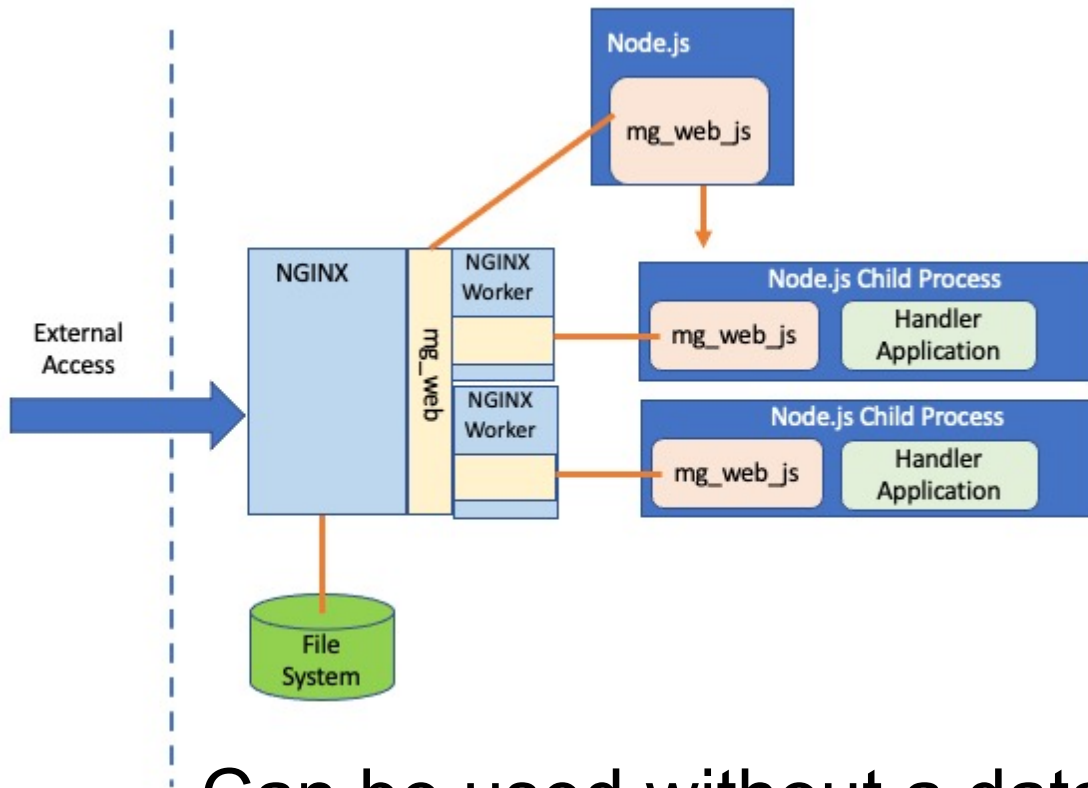 Node.js
mg_web_js
NGINX
mg_web
NGINX
Worker
Node.js Child Process
mg_web_js
Handler
Application
External
Access
NGINX
Worker
Node.js Child Process
mg_web_js
Handler
Application
File
System
Can be used without a